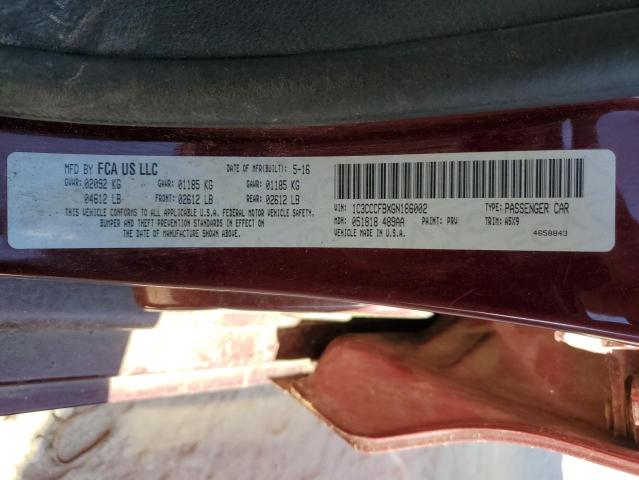 MFD BY FCA US LLC DATE OF MFR(BUILT): 5-16
GVWR: 02092 KG GAWR: 01185 KG GAWR: 01185 KG
04612 LB FRONT: 02612 LB REAR: 02612 LB
THIS VEHICLE CONFORMS TO ALL APPLICABLE U.S.A. FEDERAL MOTOR VEHICLE SAFETY,
BUMPER AND THEFT PREVENTION STANDARDS IN EFFECT ON
THE DATE OF MANUFACTURE SHOWN ABOVE.
VIN: 1C3CCCFBXGN166002 TYPE: PASSENGER CAR
MDH: 051818 489AA PAINT: PRV TRIM: A5X9
VEHICLE MADE IN U.S.A. 4658843